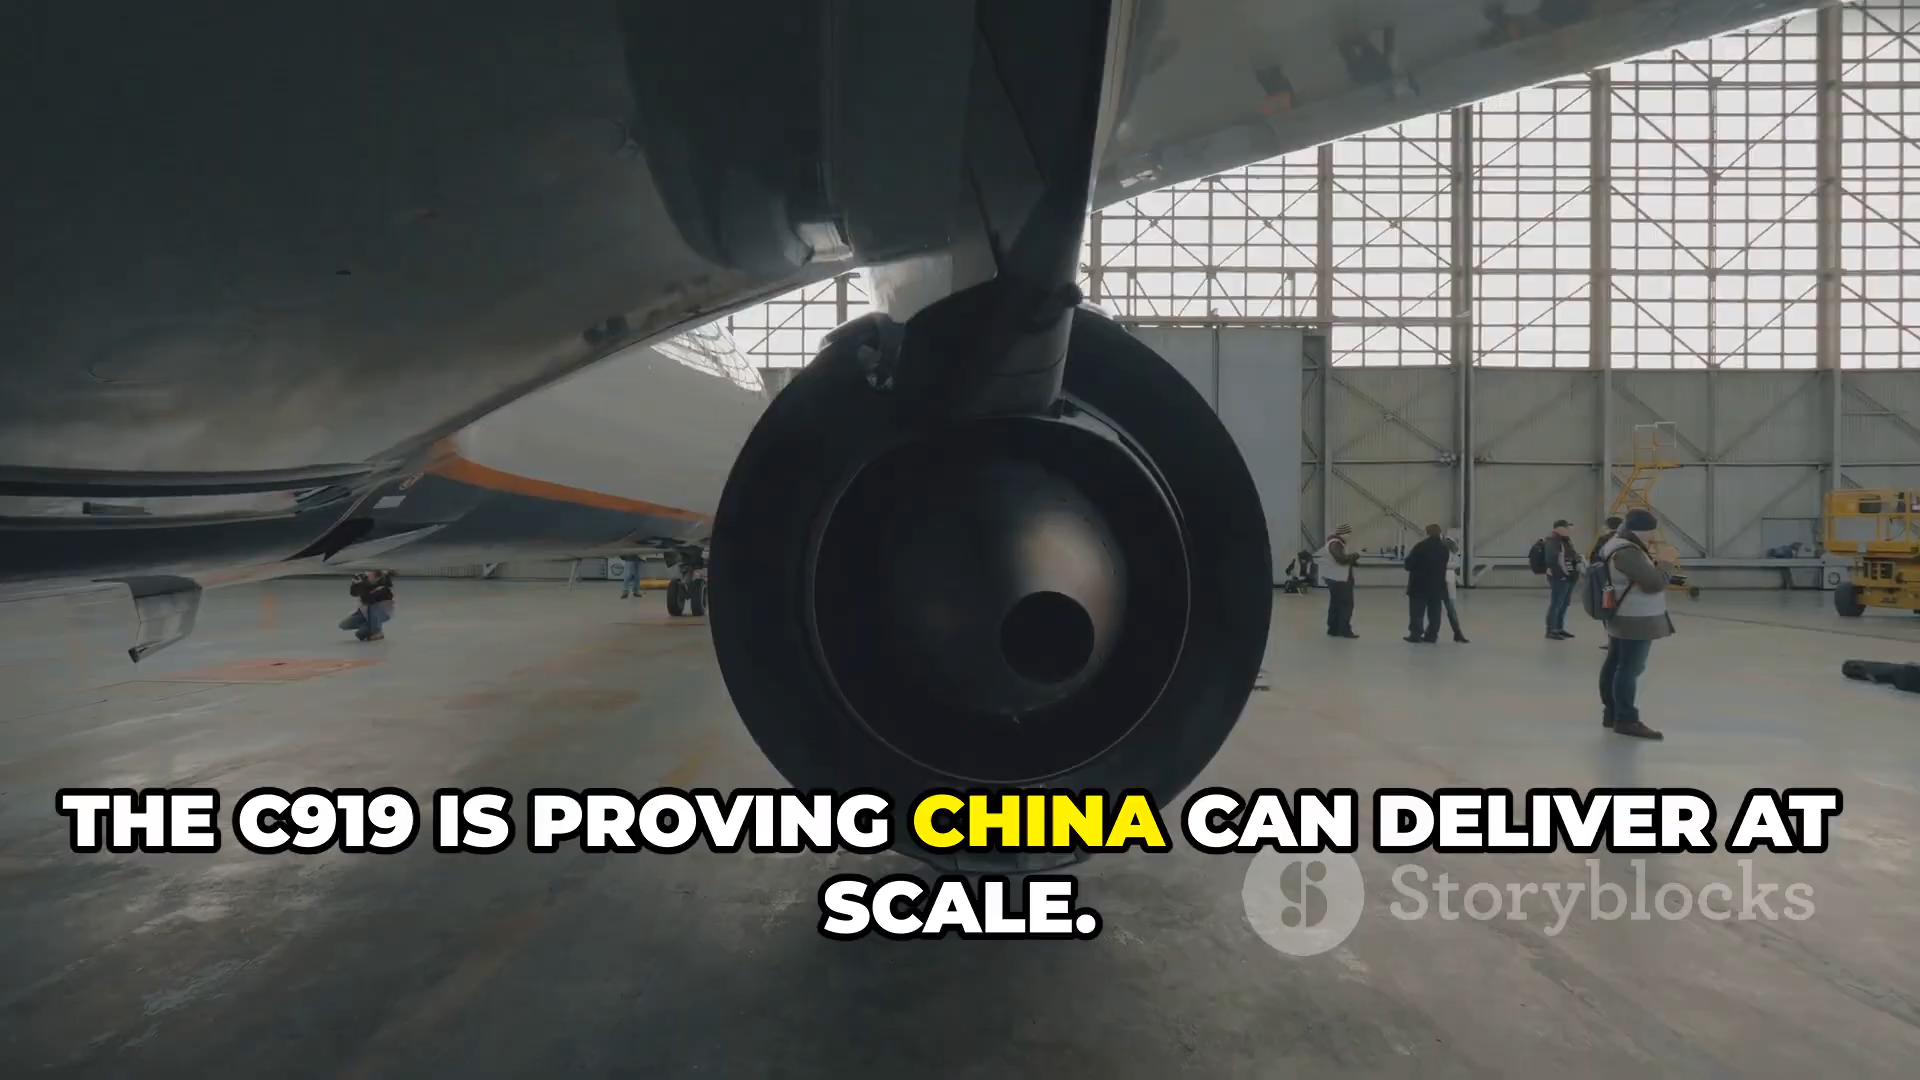 THE C919 IS PROVING CHINA CAN DELIVER AT
SCALE.
Storyblocks